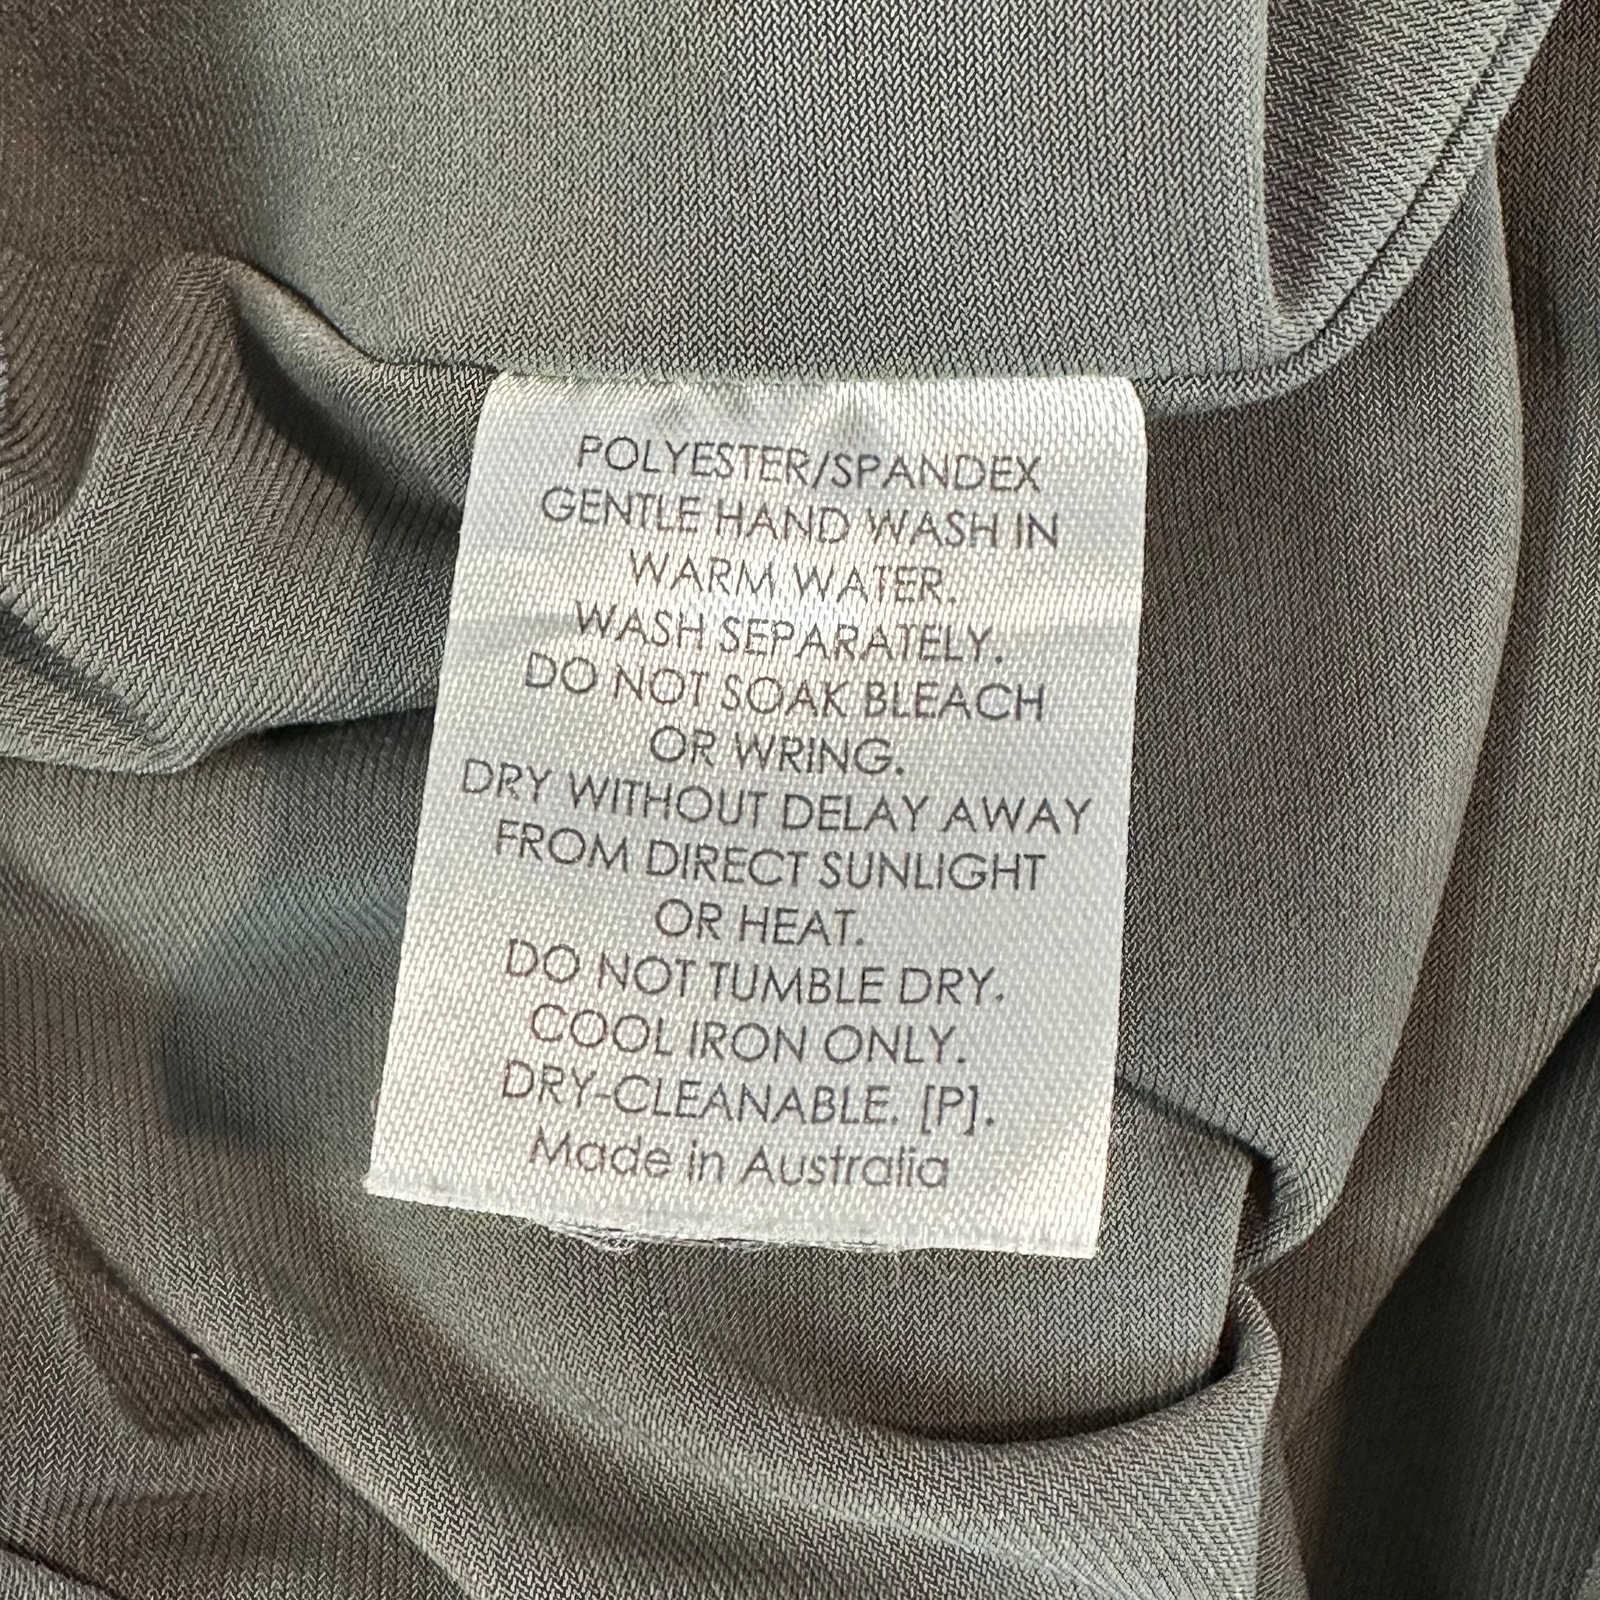 POLYESTER/SPANDEX
GENTLE HAND WASH IN
WARM WATER.
WASH SEPARATELY.
DO NOT SOAK BLEACH
OR WRING.
DRY WITHOUT DELAY AWAY
FROM DIRECT SUNLIGHT
OR HEAT.
DO NOT TUMBLE DRY.
COOL IRON ONLY.
DRY-CLEANABLE. [P].
Made in Australia